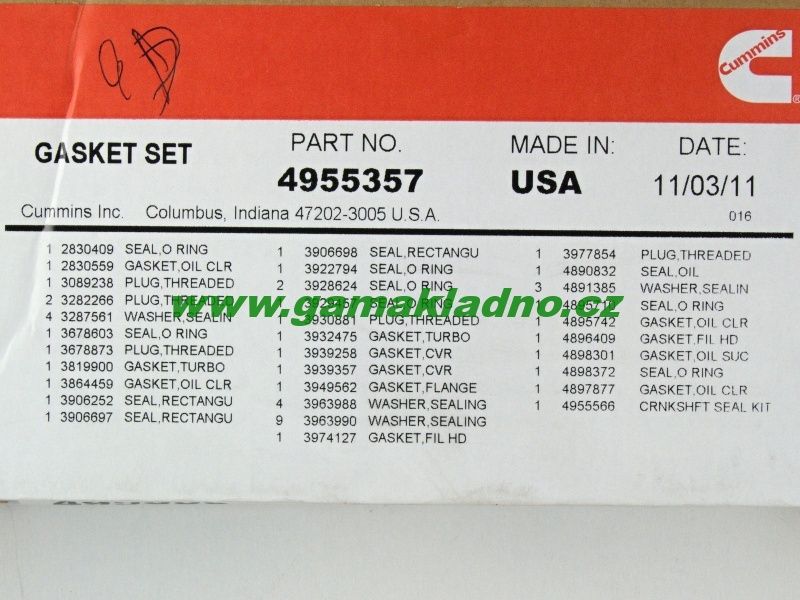 Cummins
®
GASKET SET
PART NO.
4955357
MADE IN:
USA
DATE:
11/03/11
016
Cummins Inc. Columbus, Indiana 47202-3005 U.S.A.
1 2830409 SEAL,O RING
1 2830559 GASKET,OIL CLR
1 3089238 PLUG,THREADED
2 3282266 PLUG,THREADED
4 3287561 WASHER,SEALIN
1 3678603 SEAL,O RING
1 3678873 PLUG,THREADED
1 3819900 GASKET,TURBO
1 3864459 GASKET,OIL CLR
1 3906252 SEAL,RECTANGU
1 3906697 SEAL,RECTANGU
1 3906698 SEAL,RECTANGU
1 3922794 SEAL,O RING
2 3928624 SEAL,O RING
SEAL,O RING
1 3930881 PLUG,THREADED
1 3932475 GASKET,TURBO
1 3939258 GASKET,CVR
1 3939357 GASKET,CVR
1 3949562 GASKET,FLANGE
4 3963988 WASHER,SEALING
9 3963990 WASHER,SEALING
1 3974127 GASKET,FIL HD
1 3977854 PLUG,THREADED
1 4890832 SEAL,OIL
3 4891385 WASHER,SEALIN
1 SEAL,O RING
1 4895742 GASKET,OIL CLR
1 4896409 GASKET,FIL HD
1 4898301 GASKET,OIL SUC
1 4898372 SEAL,O RING
1 4897877 GASKET,OIL CLR
1 4955566 CRNKSHFT SEAL KIT
www.gamakladno.cz